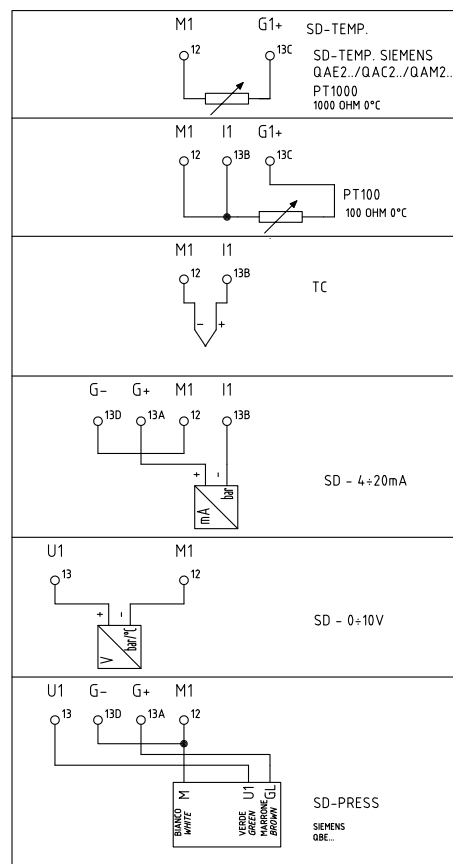 M1 G1+ SD-TEMP.
12 13C SD-TEMP. SIEMENS
QAE2../QAC2../QAM2..
PT1000
1000 OHM 0°C
M1 I1 G1+
12 13B 13C
PT100
100 OHM 0°C
M1 I1
12 13B
TC
- +
G- G+ M1 I1
13D 13A 12 13B
+ -
mA bar
SD - 4÷20mA
U1 M1
13 12
+ -
V bar/°C
SD - 0÷10V
U1 G- G+ M1
13 13D 13A 12
M U1 GL
BIANCO VERDE MARRONE
WHITE GREEN BROWN
SD-PRESS
SIEMENS
QBE...